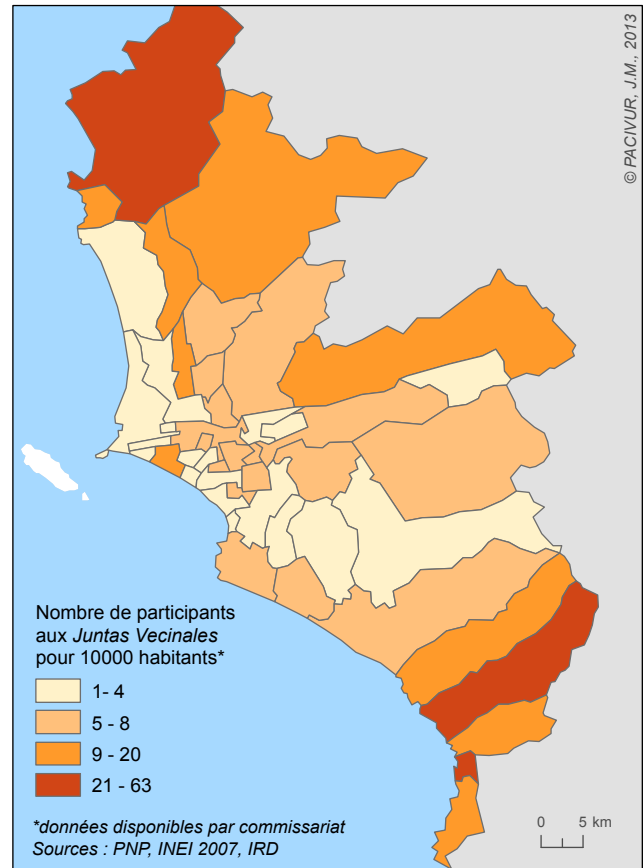 © PACIVUR, J.M., 2013
Nombre de participants
aux Juntas Vecinales
pour 10000 habitants*
1- 4
5 - 8
9 - 20
21 - 63
*données disponibles par commissariat
Sources : PNP, INEI 2007, IRD
0 5 km